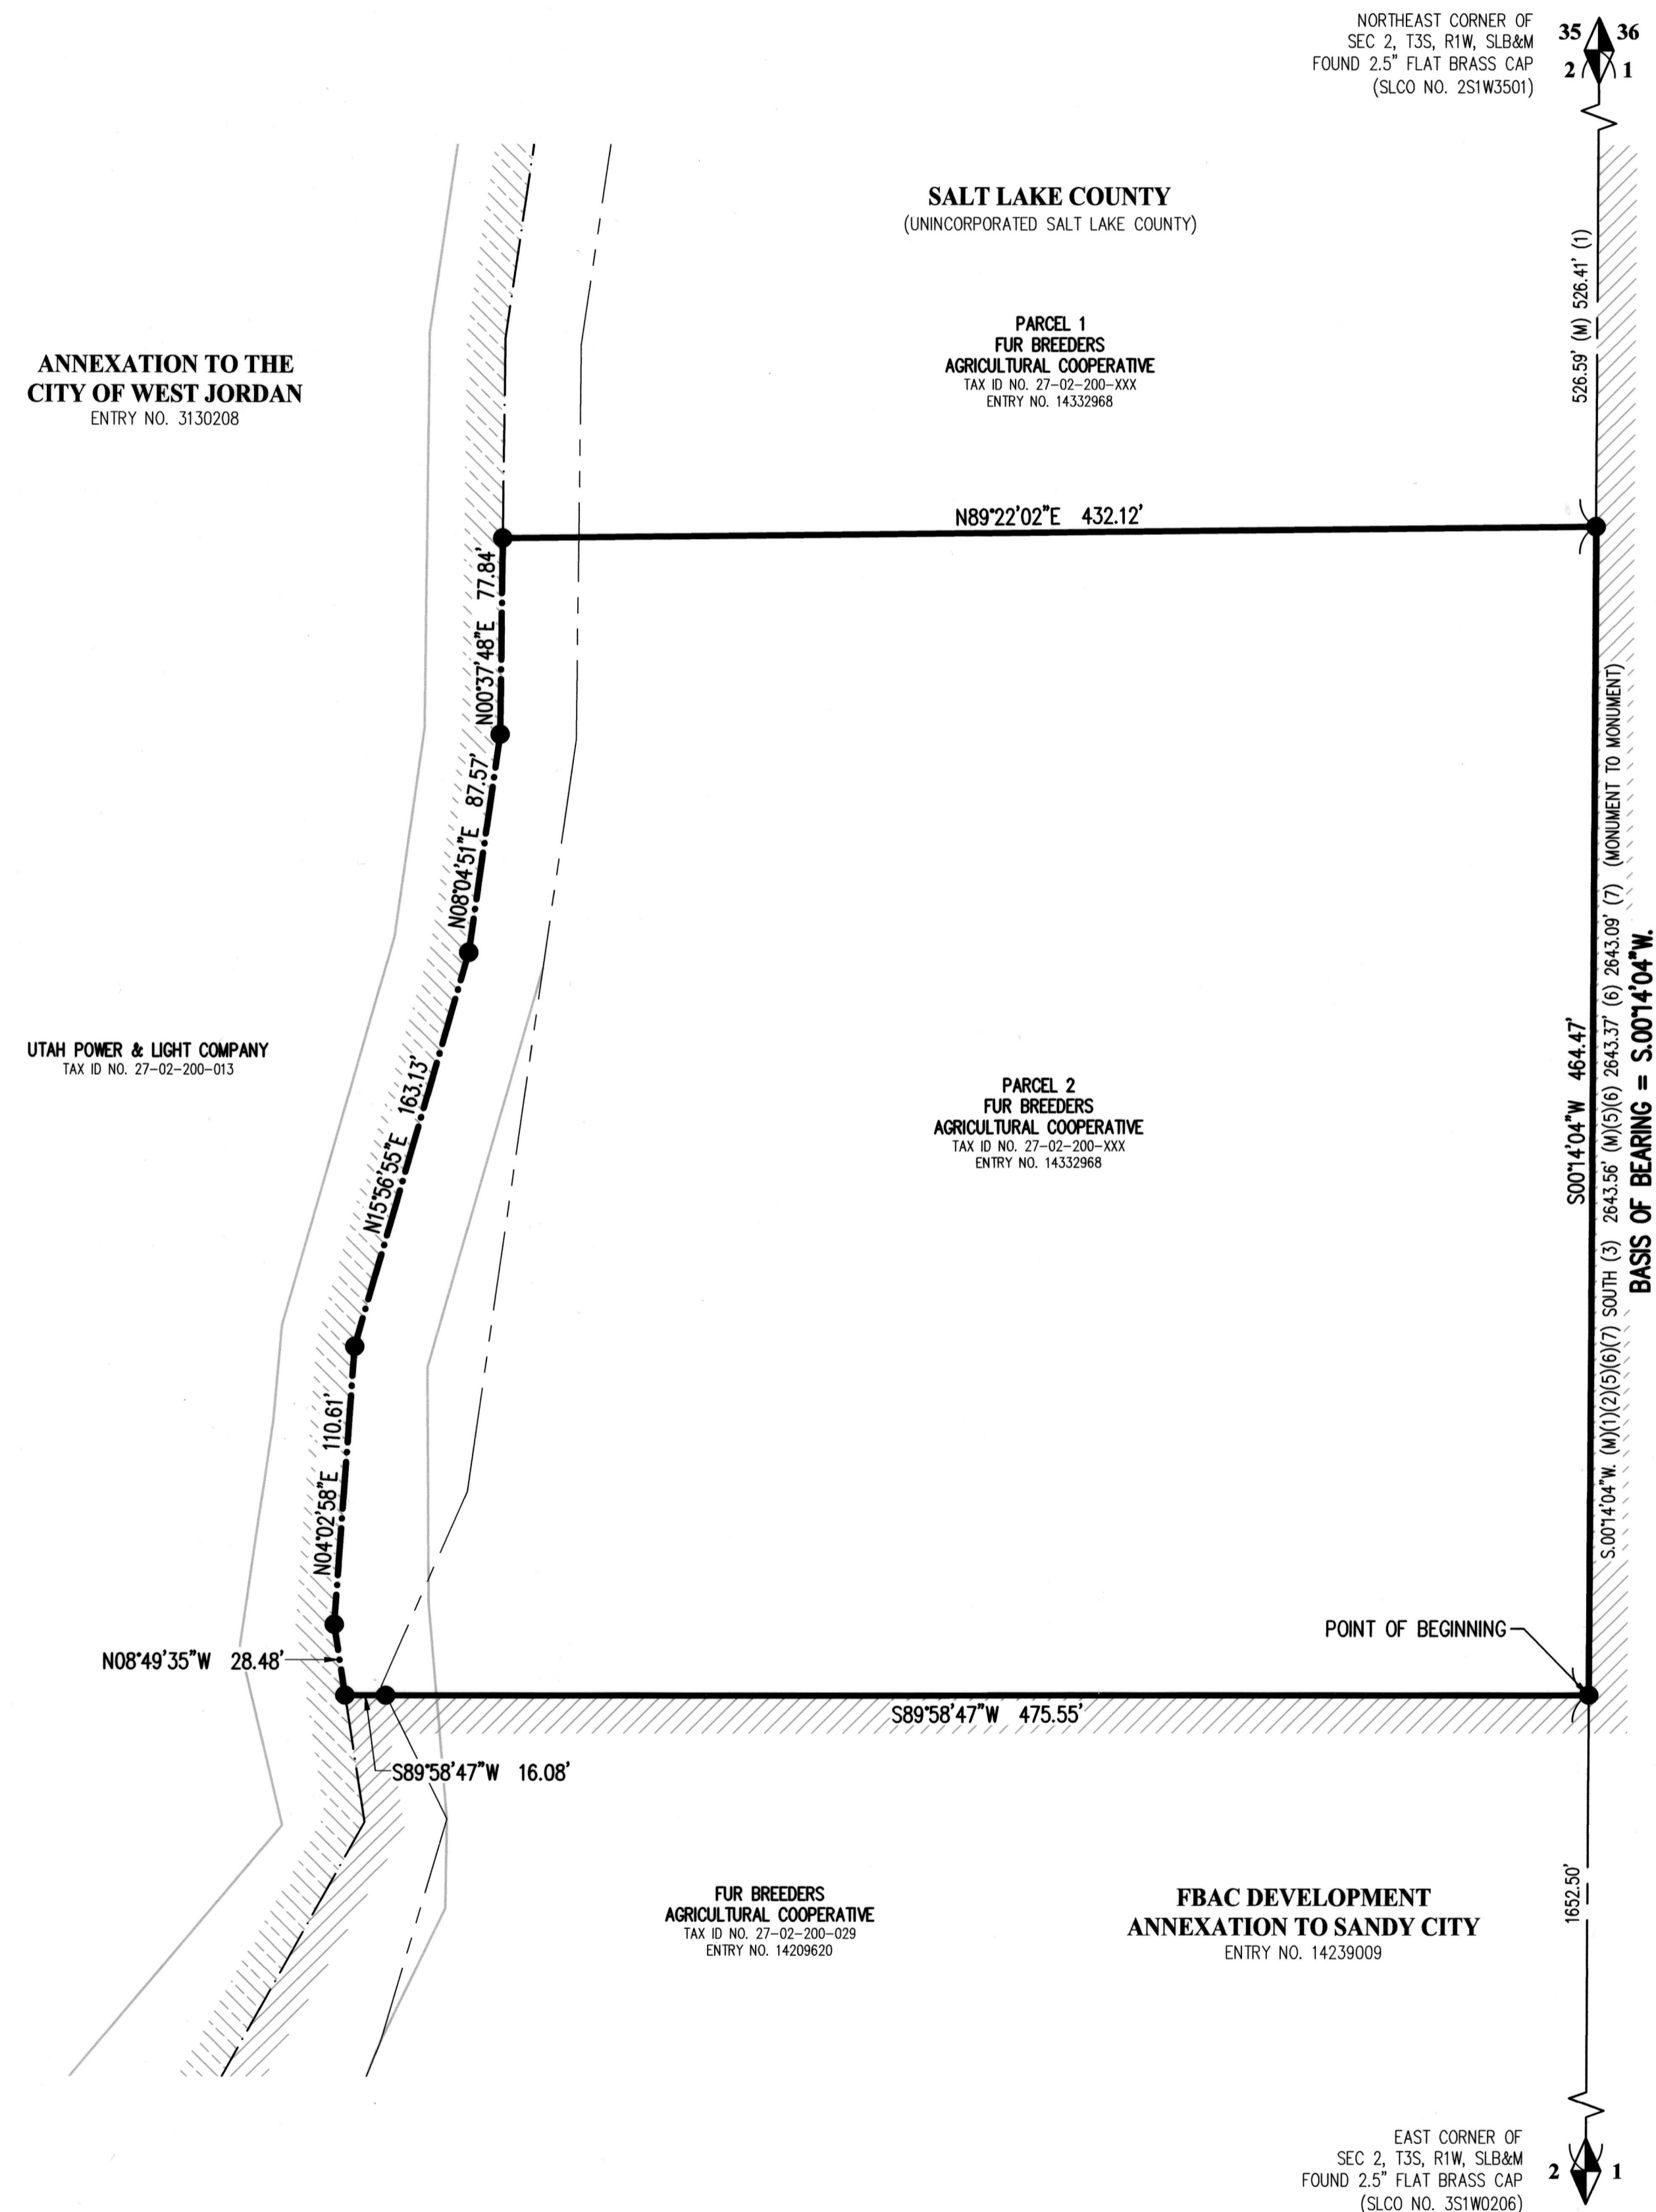 NORTHEAST CORNER OF
SEC 2, T3S, R1W, SLB&M
FOUND 2.5" FLAT BRASS CAP
(SLCO NO. 2S1W3501)
35 36
2 1
SALT LAKE COUNTY
(UNINCORPORATED SALT LAKE COUNTY)
526.59' (M) 526.41' (1)
PARCEL 1
FUR BREEDERS
AGRICULTURAL COOPERATIVE
TAX ID NO. 27-02-200-XXX
ENTRY NO. 14332968
ANNEXATION TO THE
CITY OF WEST JORDAN
ENTRY NO. 3130208
N89°22'02"E 432.12'
N00°37'48"E 77.84'
N08°04'51"E 87.57'
N15°56'55"E 163.13'
N04°02'58"E 110.61'
UTAH POWER & LIGHT COMPANY
TAX ID NO. 27-02-200-013
PARCEL 2
FUR BREEDERS
AGRICULTURAL COOPERATIVE
TAX ID NO. 27-02-200-XXX
ENTRY NO. 14332968
S00°14'04"W 464.47'
S.00°14'04"W. (M)(1)(2)(5)(6)(7) SOUTH (3) 2643.56' (M)(5)(6) 2643.37' (6) 2643.09' (7) (MONUMENT TO MONUMENT)
BASIS OF BEARING = S.00°14'04"W.
POINT OF BEGINNING
N08°49'35"W 28.48'
S89°58'47"W 475.55'
S89°58'47"W 16.08'
FUR BREEDERS
AGRICULTURAL COOPERATIVE
TAX ID NO. 27-02-200-029
ENTRY NO. 14209620
FBAC DEVELOPMENT
ANNEXATION TO SANDY CITY
ENTRY NO. 14239009
1652.50'
EAST CORNER OF
SEC 2, T3S, R1W, SLB&M
FOUND 2.5" FLAT BRASS CAP
(SLCO NO. 3S1W0206)
2 1